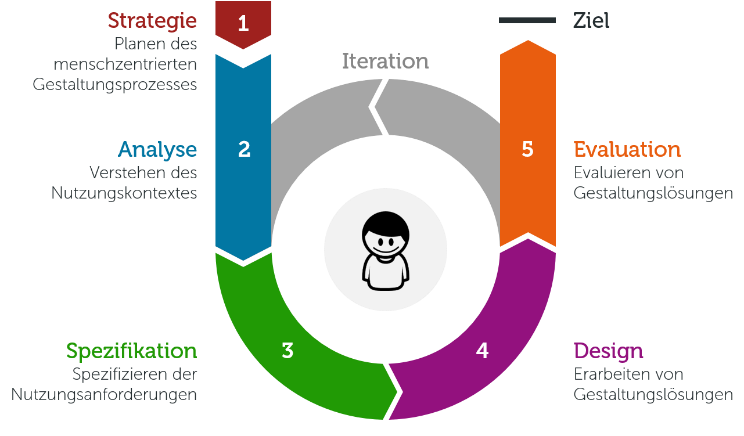 Strategie
Planen des
menschzentrierten
Gestaltungsprozesses
1
Ziel
Iteration
Analyse
Verstehen des
Nutzungskontextes
2
5
Evaluation
Evaluieren von
Gestaltungslösungen
Spezifikation
Spezifizieren der
Nutzungsanforderungen
3
4
Design
Erarbeiten von
Gestaltungslösungen